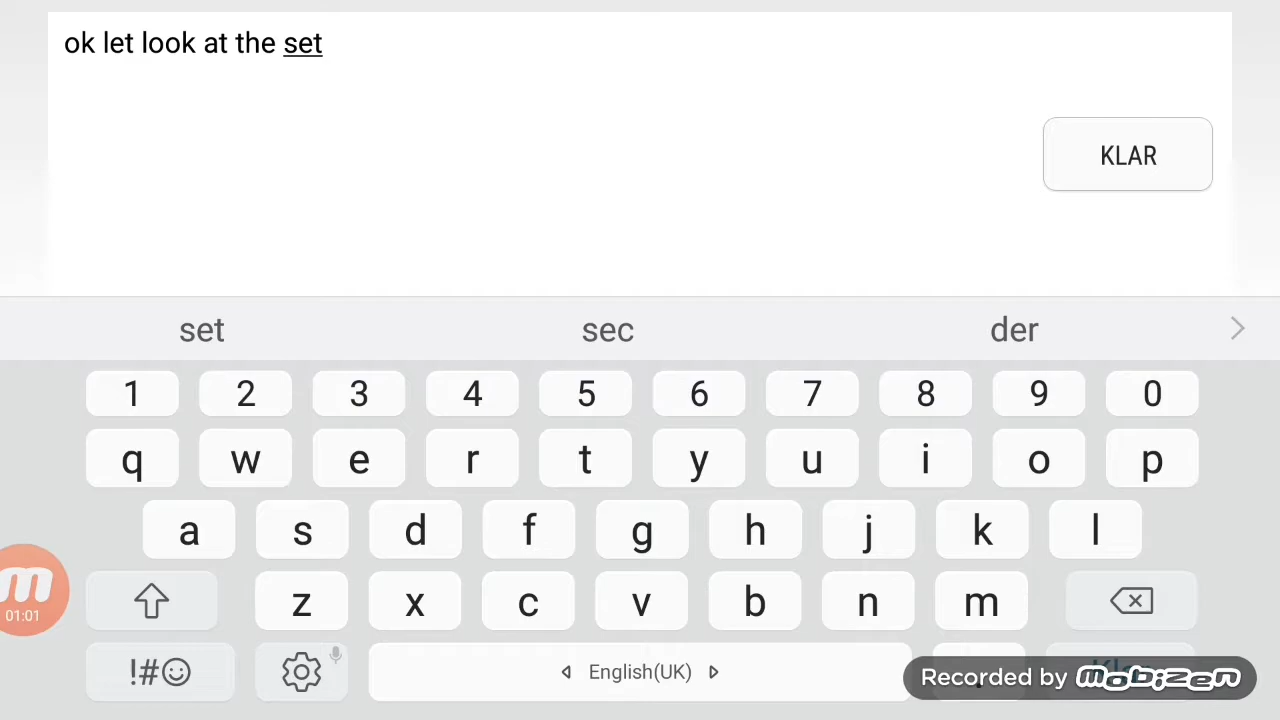 ok let look at the set
KLAR
set sec der
1 2 3 4 5 6 7 8 9 0
q w e r t y u i o p
a s d f g h j k l
z x c v b n m
01:01
!#☺ English(UK)
Recorded by mobizen